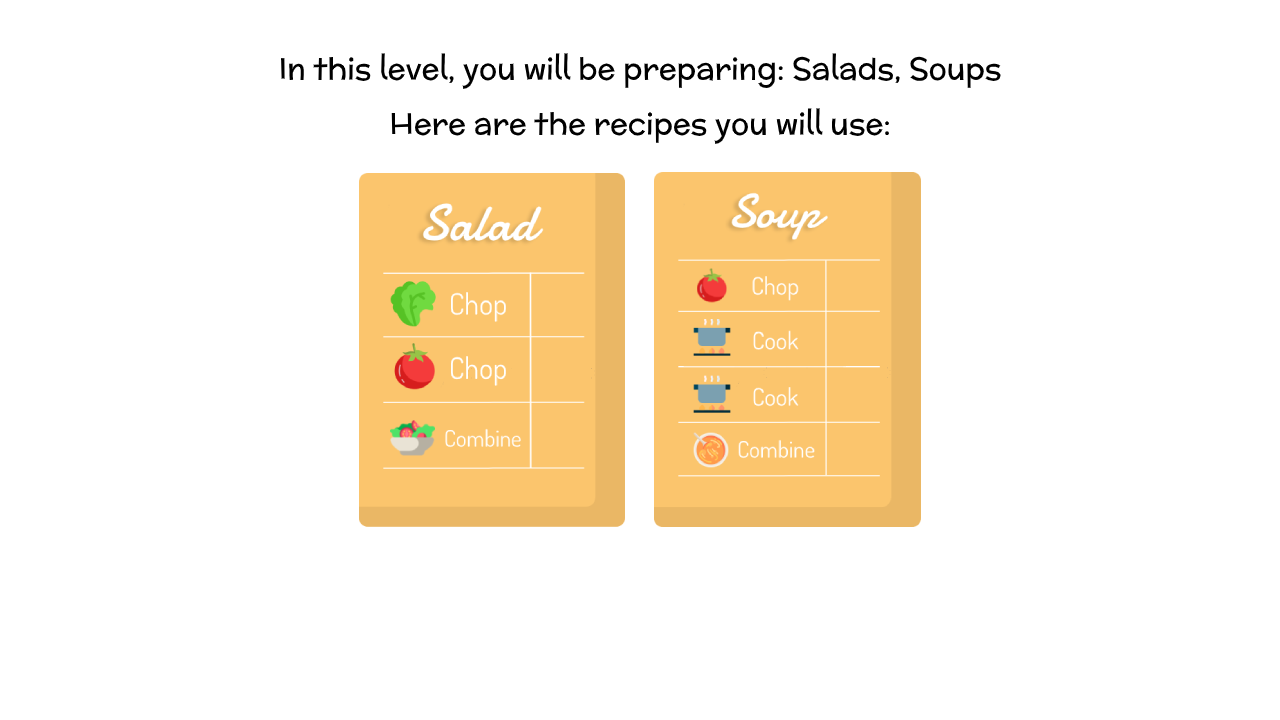 In this level, you will be preparing: Salads, Soups
Here are the recipes you will use:
Salad
Chop
Chop
Combine
Soup
Chop
Cook
Cook
Combine